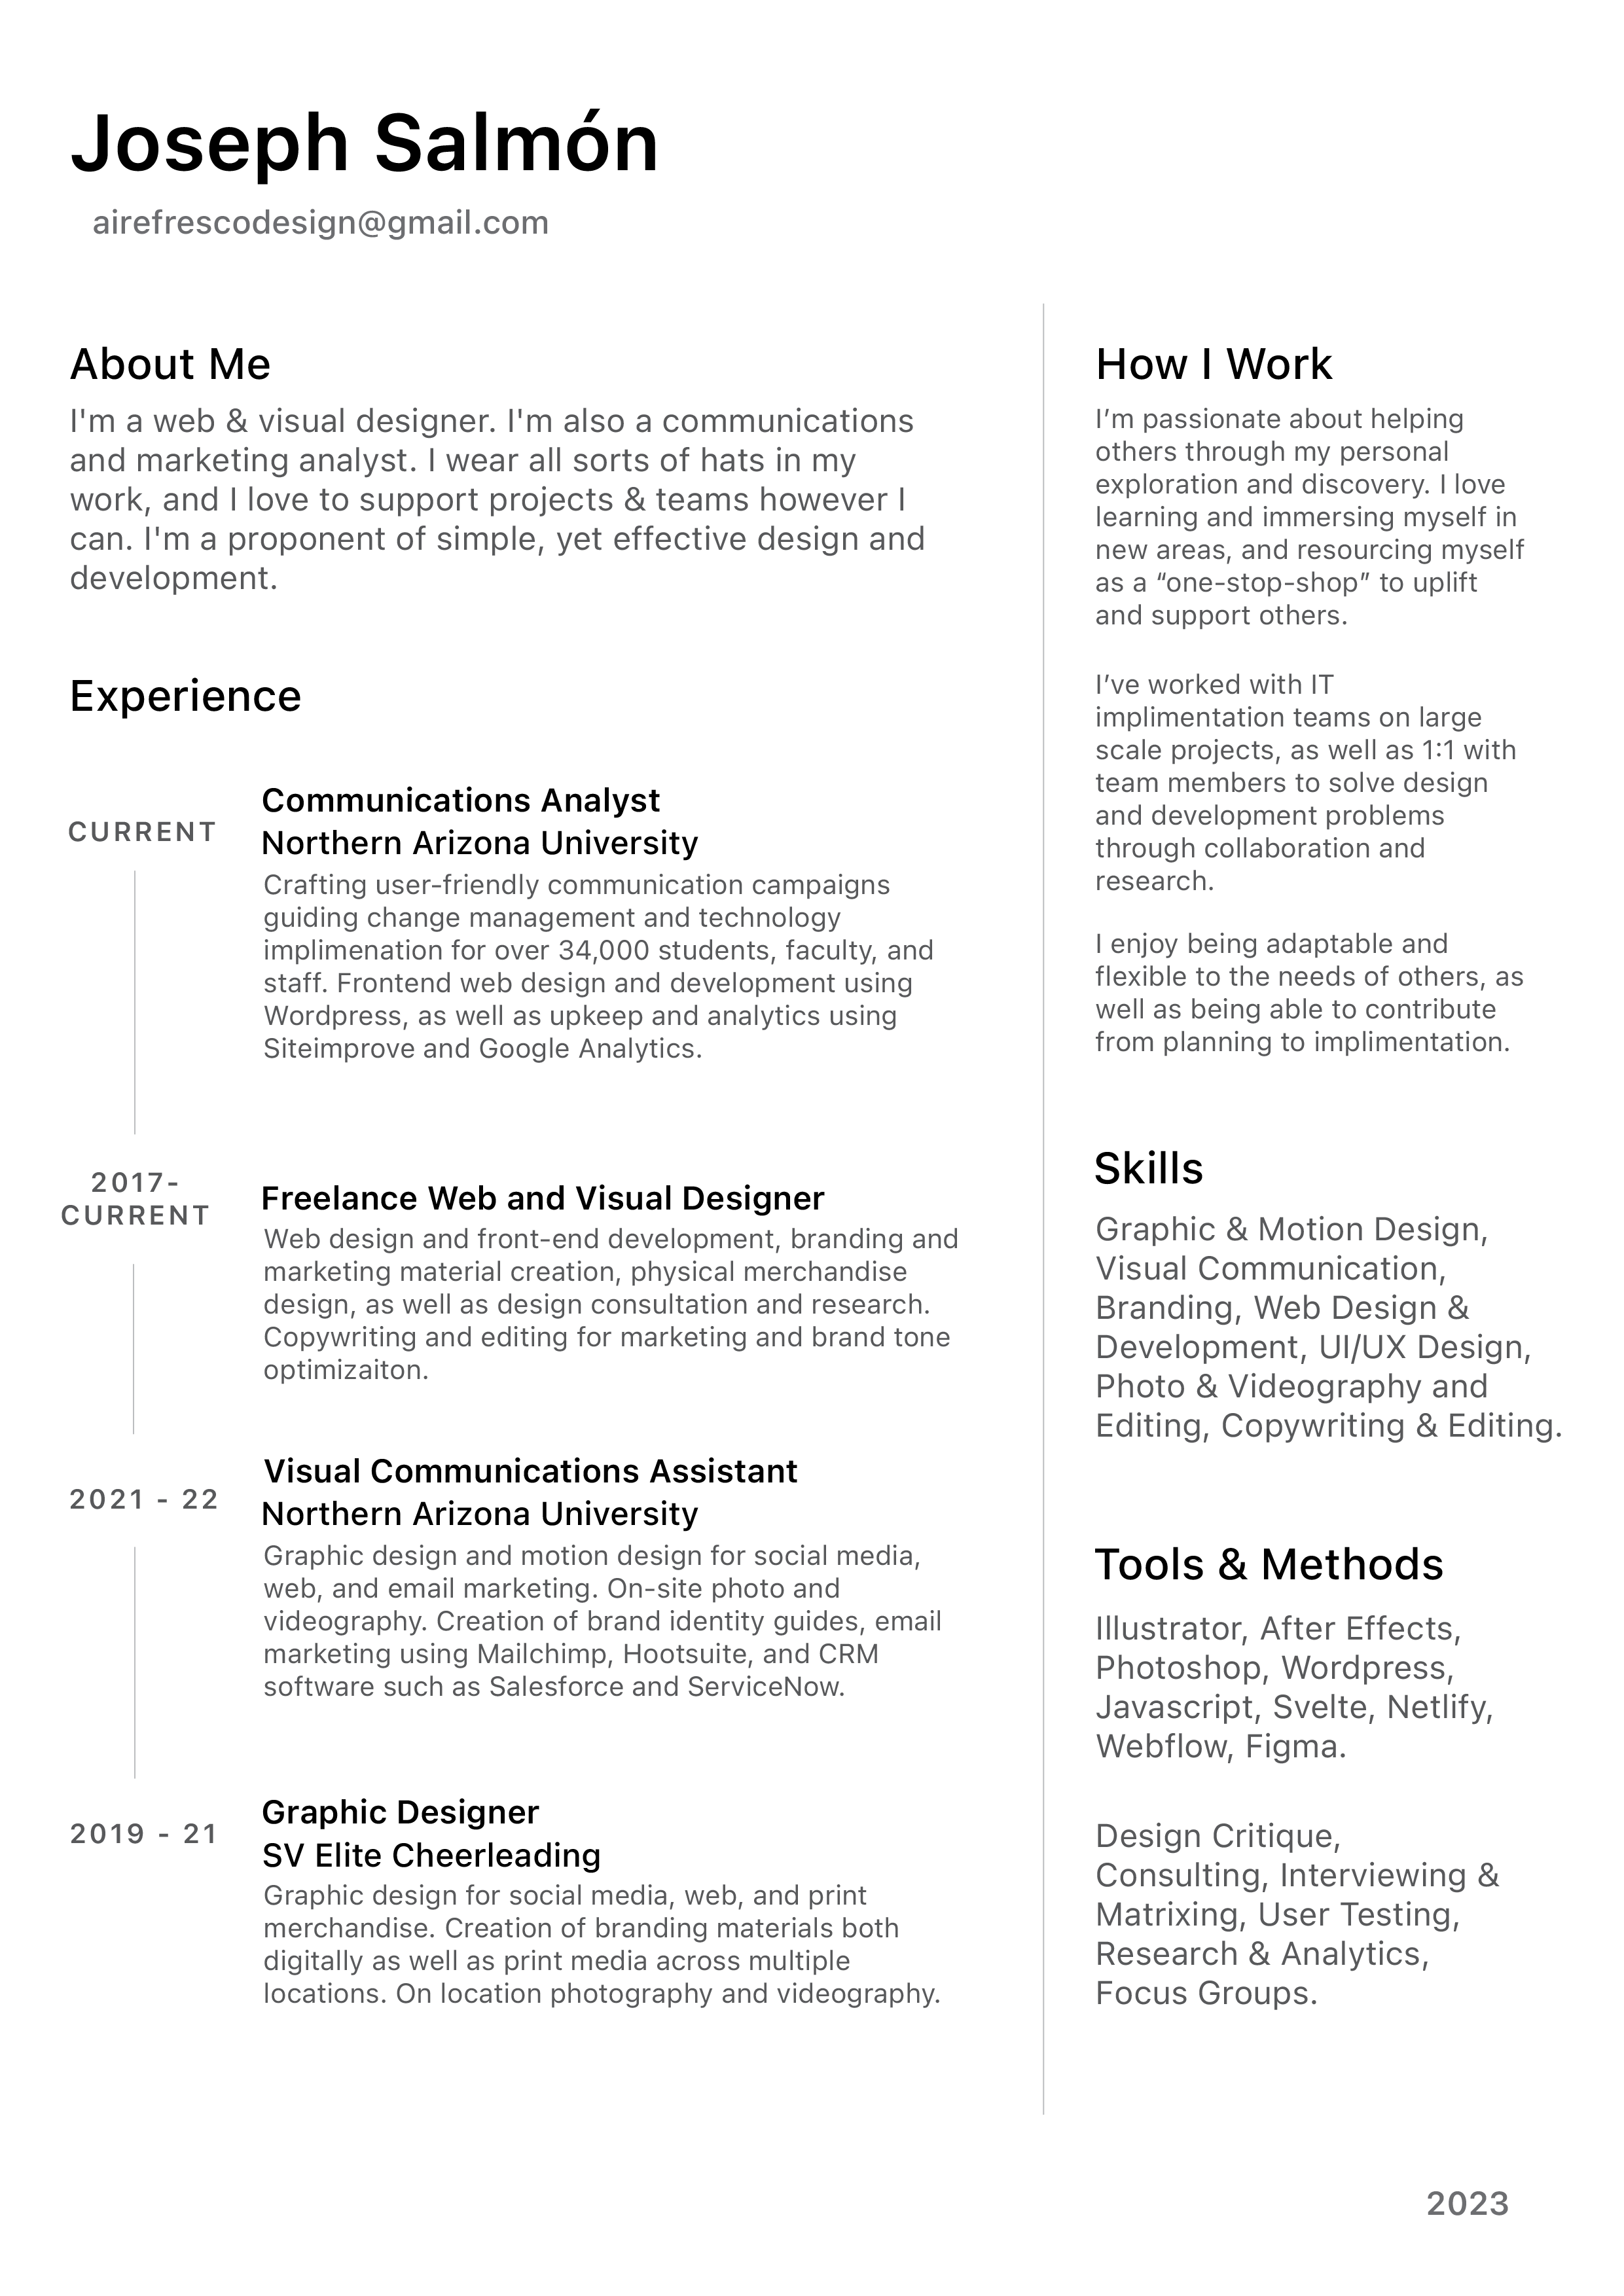 Joseph Salmón
airefrescodesign@gmail.com
About Me
I'm a web & visual designer. I'm also a communications
and marketing analyst. I wear all sorts of hats in my
work, and I love to support projects & teams however I
can. I'm a proponent of simple, yet effective design and
development.
Experience
CURRENT
Communications Analyst
Northern Arizona University
Crafting user-friendly communication campaigns
guiding change management and technology
implimenation for over 34,000 students, faculty, and
staff. Frontend web design and development using
Wordpress, as well as upkeep and analytics using
Siteimprove and Google Analytics.
2017-
CURRENT
Freelance Web and Visual Designer
Web design and front-end development, branding and
marketing material creation, physical merchandise
design, as well as design consultation and research.
Copywriting and editing for marketing and brand tone
optimizaiton.
2021 - 22
Visual Communications Assistant
Northern Arizona University
Graphic design and motion design for social media,
web, and email marketing. On-site photo and
videography. Creation of brand identity guides, email
marketing using Mailchimp, Hootsuite, and CRM
software such as Salesforce and ServiceNow.
2019 - 21
Graphic Designer
SV Elite Cheerleading
Graphic design for social media, web, and print
merchandise. Creation of branding materials both
digitally as well as print media across multiple
locations. On location photography and videography.
How I Work
I’m passionate about helping
others through my personal
exploration and discovery. I love
learning and immersing myself in
new areas, and resourcing myself
as a “one-stop-shop” to uplift
and support others.
I’ve worked with IT
implimentation teams on large
scale projects, as well as 1:1 with
team members to solve design
and development problems
through collaboration and
research.
I enjoy being adaptable and
flexible to the needs of others, as
well as being able to contribute
from planning to implimentation.
Skills
Graphic & Motion Design,
Visual Communication,
Branding, Web Design &
Development, UI/UX Design,
Photo & Videography and
Editing, Copywriting & Editing.
Tools & Methods
Illustrator, After Effects,
Photoshop, Wordpress,
Javascript, Svelte, Netlify,
Webflow, Figma.
Design Critique,
Consulting, Interviewing &
Matrixing, User Testing,
Research & Analytics,
Focus Groups.
2023